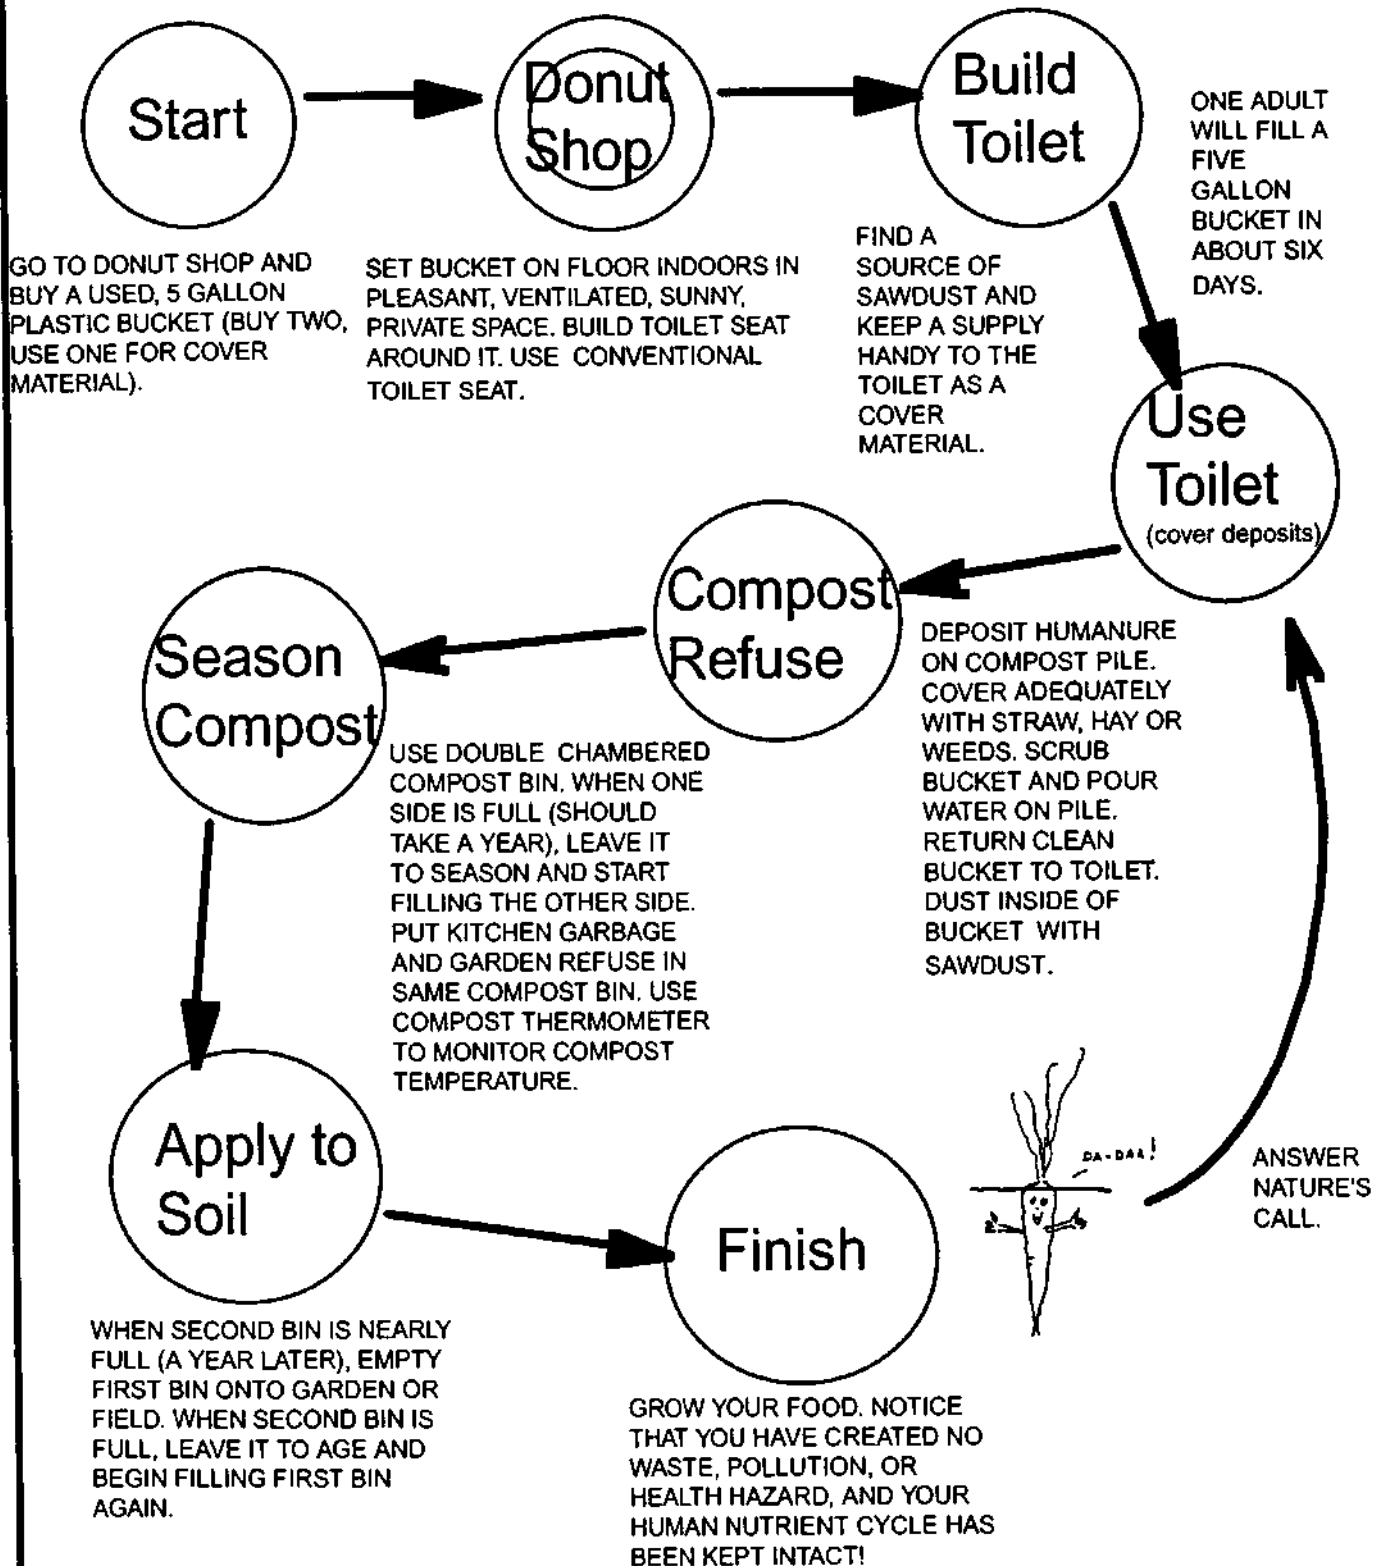 Start
Donut
Shop
Build
Toilet
ONE ADULT
WILL FILL A
FIVE
GALLON
BUCKET IN
ABOUT SIX
DAYS.
GO TO DONUT SHOP AND
BUY A USED, 5 GALLON
PLASTIC BUCKET (BUY TWO,
USE ONE FOR COVER
MATERIAL).
SET BUCKET ON FLOOR INDOORS IN
PLEASANT, VENTILATED, SUNNY,
PRIVATE SPACE. BUILD TOILET SEAT
AROUND IT. USE CONVENTIONAL
TOILET SEAT.
FIND A
SOURCE OF
SAWDUST AND
KEEP A SUPPLY
HANDY TO THE
TOILET AS A
COVER
MATERIAL.
Use
Toilet
(cover deposits)
Compost
Refuse
DEPOSIT HUMANURE
ON COMPOST PILE.
COVER ADEQUATELY
WITH STRAW, HAY OR
WEEDS. SCRUB
BUCKET AND POUR
WATER ON PILE.
RETURN CLEAN
BUCKET TO TOILET.
DUST INSIDE OF
BUCKET WITH
SAWDUST.
Season
Compost
USE DOUBLE CHAMBERED
COMPOST BIN. WHEN ONE
SIDE IS FULL (SHOULD
TAKE A YEAR), LEAVE IT
TO SEASON AND START
FILLING THE OTHER SIDE.
PUT KITCHEN GARBAGE
AND GARDEN REFUSE IN
SAME COMPOST BIN. USE
COMPOST THERMOMETER
TO MONITOR COMPOST
TEMPERATURE.
Apply to
Soil
WHEN SECOND BIN IS NEARLY
FULL (A YEAR LATER), EMPTY
FIRST BIN ONTO GARDEN OR
FIELD. WHEN SECOND BIN IS
FULL, LEAVE IT TO AGE AND
BEGIN FILLING FIRST BIN
AGAIN.
Finish
GROW YOUR FOOD. NOTICE
THAT YOU HAVE CREATED NO
WASTE, POLLUTION, OR
HEALTH HAZARD, AND YOUR
HUMAN NUTRIENT CYCLE HAS
BEEN KEPT INTACT!
DA-DAA!
ANSWER
NATURE'S
CALL.